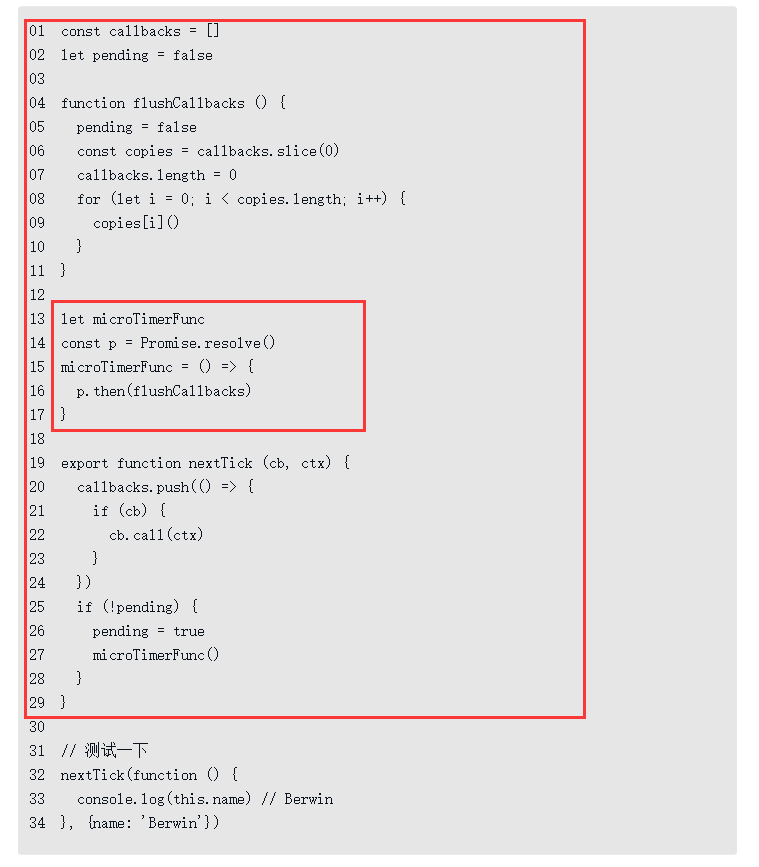 01 const callbacks = []
02 let pending = false
03
04 function flushCallbacks () {
05   pending = false
06   const copies = callbacks.slice(0)
07   callbacks.length = 0
08   for (let i = 0; i < copies.length; i++) {
09     copies[i]()
10   }
11 }
12
13 let microTimerFunc
14 const p = Promise.resolve()
15 microTimerFunc = () => {
16   p.then(flushCallbacks)
17 }
18
19 export function nextTick (cb, ctx) {
20   callbacks.push(() => {
21     if (cb) {
22       cb.call(ctx)
23     }
24   })
25   if (!pending) {
26     pending = true
27     microTimerFunc()
28   }
29 }
30
31 // 测试一下
32 nextTick(function () {
33   console.log(this.name) // Berwin
34 }, {name: 'Berwin'})